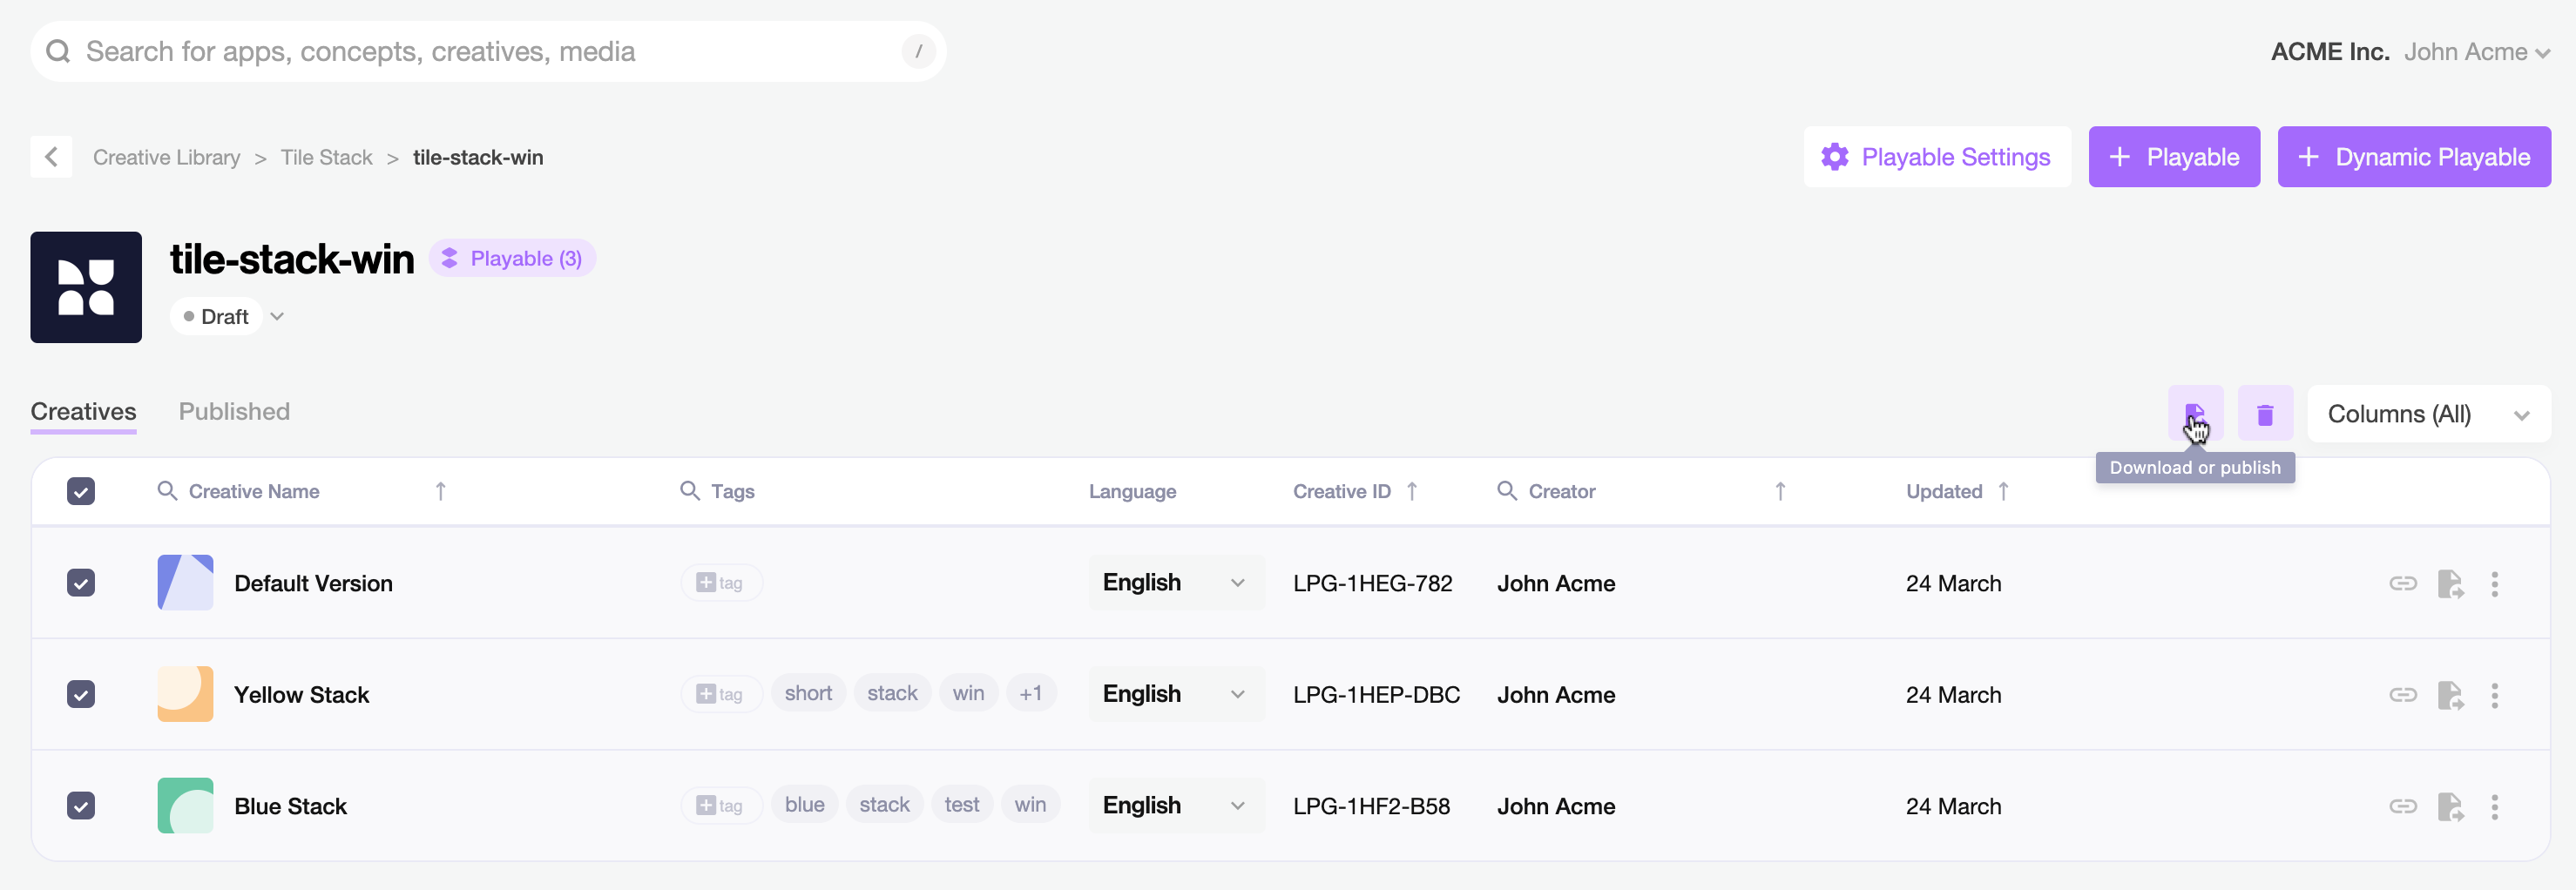 Search for apps, concepts, creatives, media /
ACME Inc. John Acme
Creative Library > Tile Stack > tile-stack-win
Playable Settings
+ Playable
+ Dynamic Playable
tile-stack-win
Playable (3)
Draft
Creatives Published
Columns (All)
Download or publish
Creative Name ↑ Tags Language Creative ID ↑ Creator ↑ Updated ↑
Default Version + tag English LPG-1HEG-782 John Acme 24 March
Yellow Stack + tag short stack win +1 English LPG-1HEP-DBC John Acme 24 March
Blue Stack + tag blue stack test win English LPG-1HF2-B58 John Acme 24 March